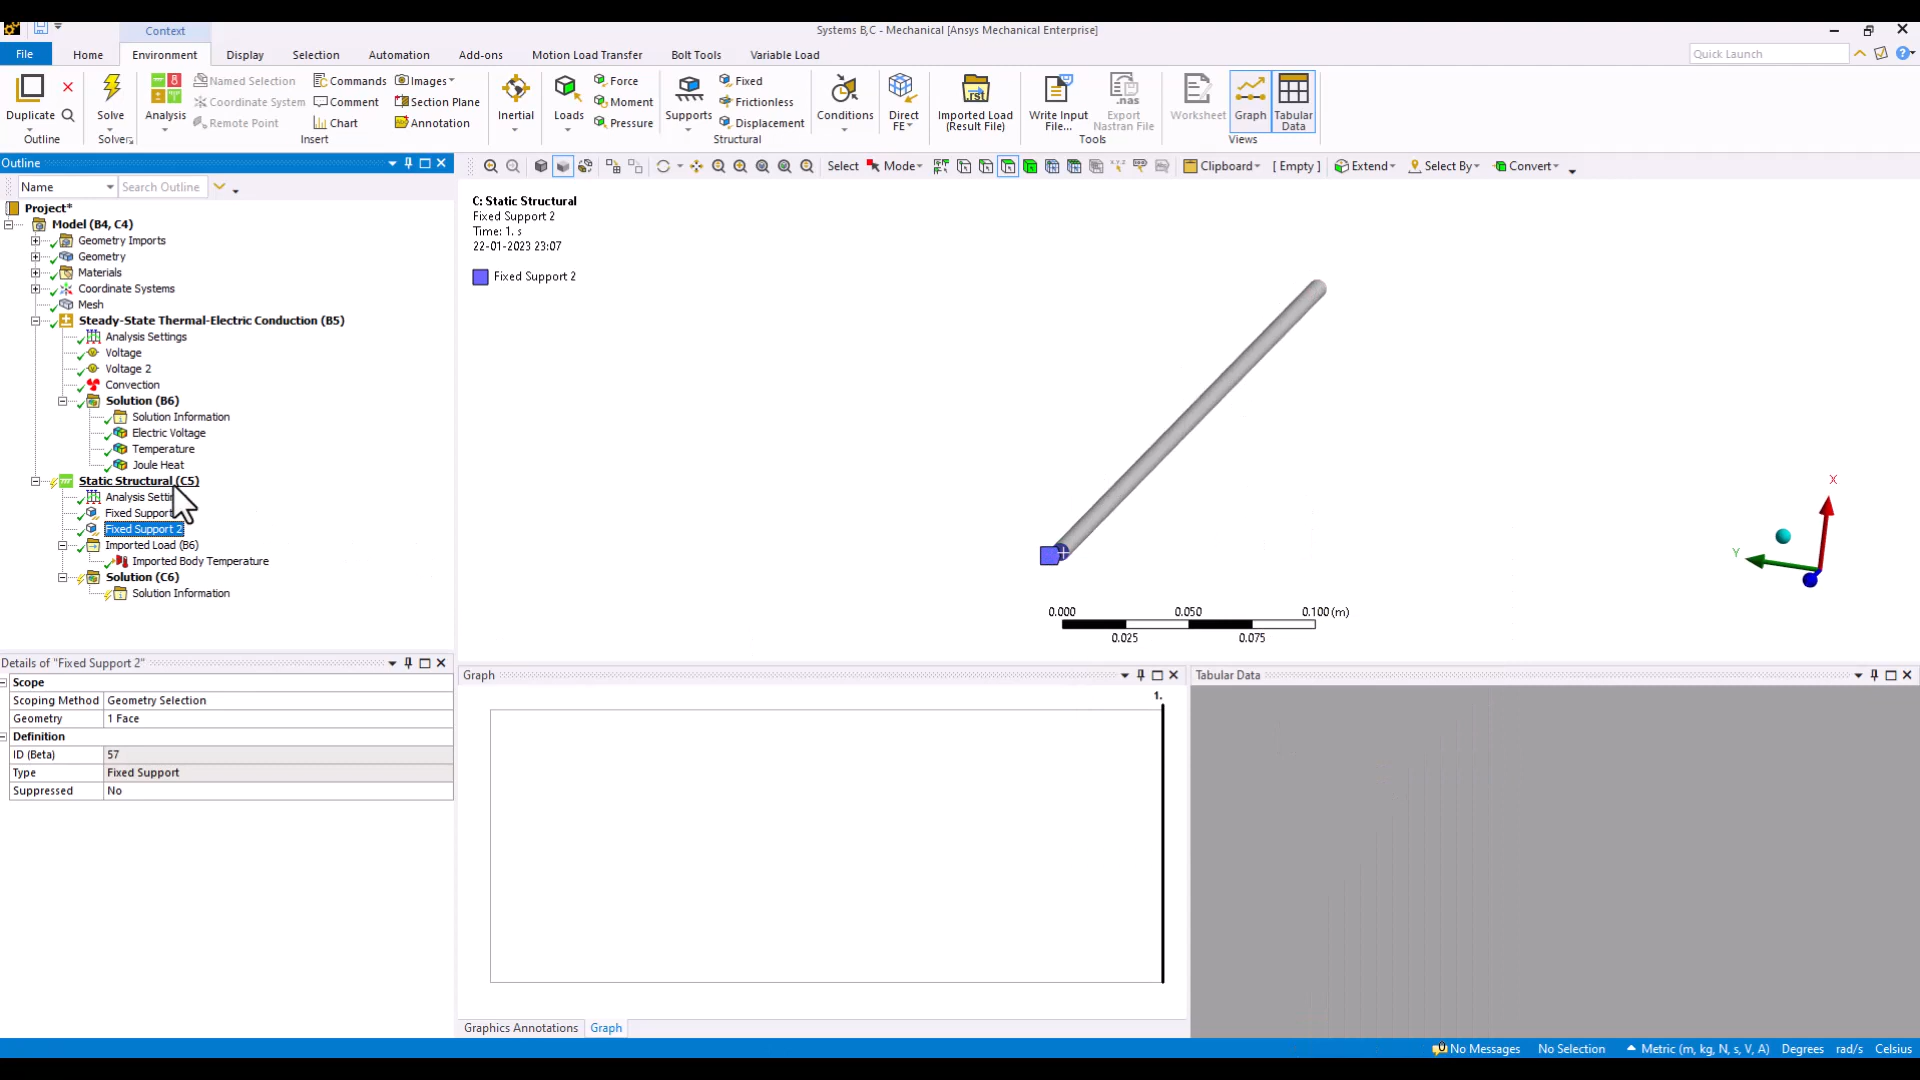 Context
Systems B,C - Mechanical [Ansys Mechanical Enterprise]
File Home Environment Display Selection Automation Add-ons Motion Load Transfer Bolt Tools Variable Load Quick Launch
Duplicate
Outline
Solve
Solver
Analysis
Named Selection
Coordinate System
Remote Point
Commands
Comment
Chart
Images
Section Plane
Annotation
Insert
Inertial
Loads
Force
Moment
Pressure
Supports
Fixed
Frictionless
Displacement
Structural
Conditions
Direct
FE
Imported Load
(Result File)
Write Input
File...
.nas
Export
Nastran File
Tools
Worksheet
Graph
Tabular
Data
Views
Outline
Name Search Outline
Select Mode Clipboard [ Empty ] Extend Select By Convert
Project*
Model (B4, C4)
Geometry Imports
Geometry
Materials
Coordinate Systems
Mesh
Steady-State Thermal-Electric Conduction (B5)
Analysis Settings
Voltage
Voltage 2
Convection
Solution (B6)
Solution Information
Electric Voltage
Temperature
Joule Heat
Static Structural (C5)
Analysis Setti
Fixed Support
Fixed Support 2
Imported Load (B6)
Imported Body Temperature
Solution (C6)
Solution Information
C: Static Structural
Fixed Support 2
Time: 1. s
22-01-2023 23:07
Fixed Support 2
X
Y
0.000 0.050 0.100 (m)
0.025 0.075
Details of "Fixed Support 2"
Scope
Scoping Method Geometry Selection
Geometry 1 Face
Definition
ID (Beta) 57
Type Fixed Support
Suppressed No
Graph
1.
Graphics Annotations Graph
Tabular Data
No Messages No Selection Metric (m, kg, N, s, V, A) Degrees rad/s Celsius